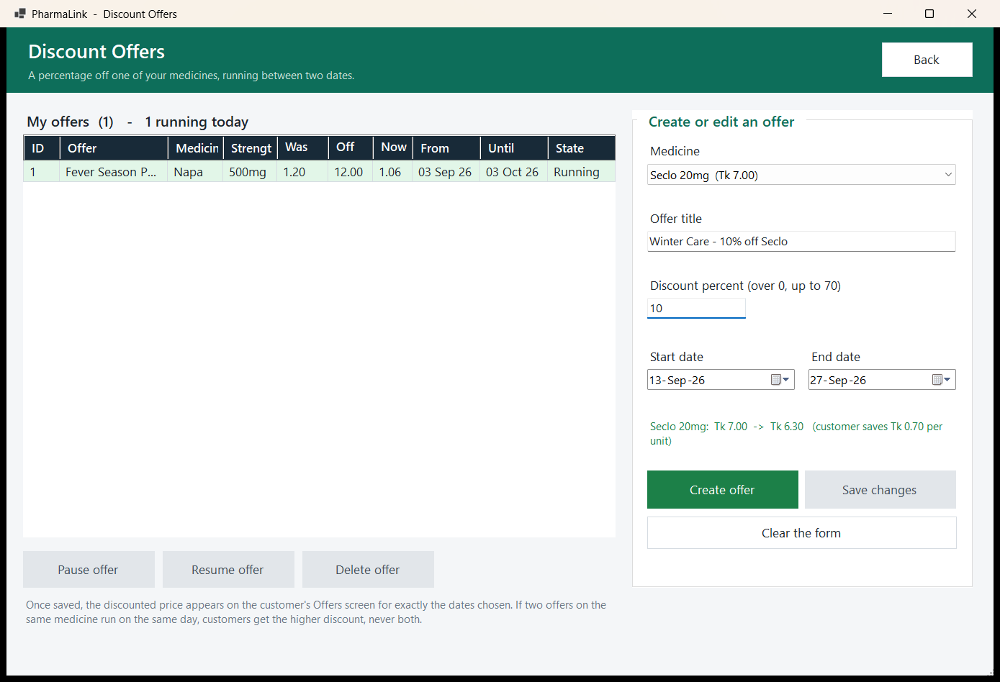 PharmaLink - Discount Offers
Discount Offers
A percentage off one of your medicines, running between two dates.
Back
My offers (1) - 1 running today
ID Offer Medicin Strengt Was Off Now From Until State
1 Fever Season P... Napa 500mg 1.20 12.00 1.06 03 Sep 26 03 Oct 26 Running
Pause offer Resume offer Delete offer
Once saved, the discounted price appears on the customer's Offers screen for exactly the dates chosen. If two offers on the
same medicine run on the same day, customers get the higher discount, never both.
Create or edit an offer
Medicine
Seclo 20mg (Tk 7.00)
Offer title
Winter Care - 10% off Seclo
Discount percent (over 0, up to 70)
10
Start date End date
13-Sep-26 27-Sep-26
Seclo 20mg: Tk 7.00 -> Tk 6.30 (customer saves Tk 0.70 per
unit)
Create offer Save changes
Clear the form